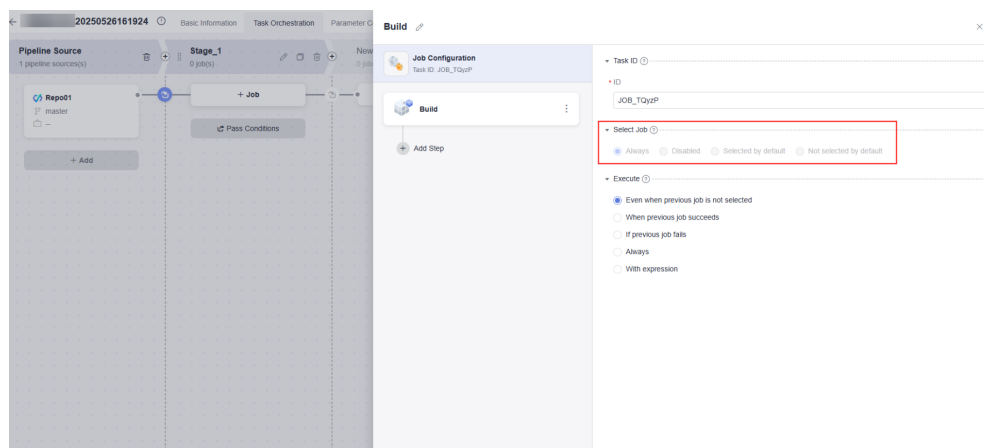 20250526161924
Basic Information
Task Orchestration
Parameter C
Pipeline Source
1 pipeline sources(s)
Stage_1
0 job(s)
New
0 job
Repo01
master
--
+ Add
+ Job
Pass Conditions
Build
Job Configuration
Task ID: JOB_TQyzP
Build
Add Step
Task ID
* ID
JOB_TQyzP
Select Job
Always
Disabled
Selected by default
Not selected by default
Execute
Even when previous job is not selected
When previous job succeeds
If previous job fails
Always
With expression